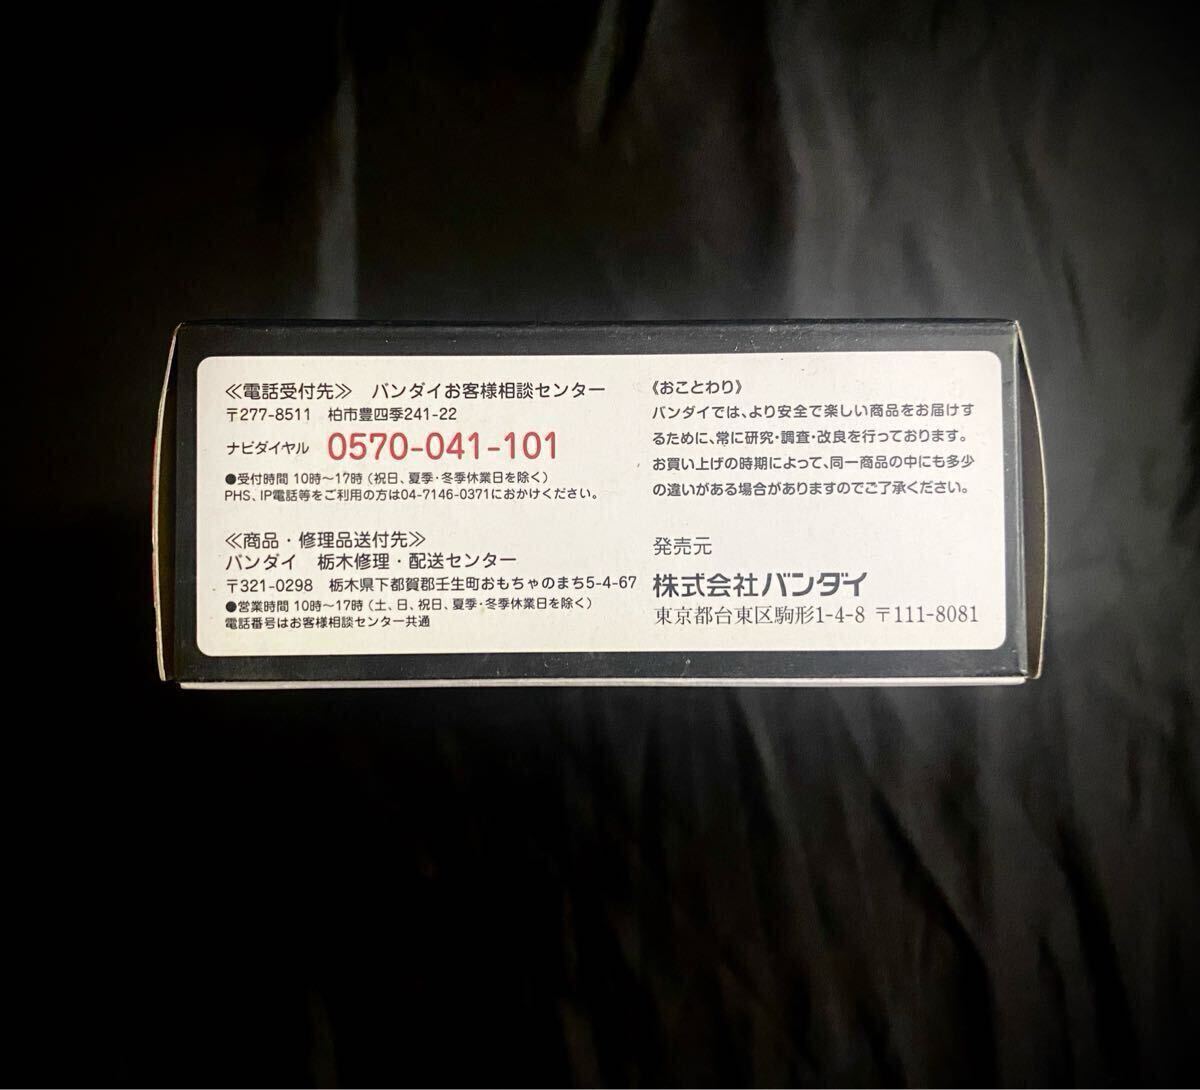 ≪電話受付先≫ バンダイお客様相談センター
〒277-8511 柏市豊四季241-22
ナビダイヤル 0570-041-101
●受付時間 10時～17時(祝日、夏季・冬季休業日を除く)
PHS、IP電話等をご利用の方は04-7146-0371におかけください。
≪商品・修理品送付先≫
バンダイ 栃木修理・配送センター
〒321-0298 栃木県下都賀郡壬生町おもちゃのまち5-4-67
●営業時間 10時～17時(土、日、祝日、夏季・冬季休業日を除く)
電話番号はお客様相談センター共通
《おことわり》
バンダイでは、より安全で楽しい商品をお届けす
るために、常に研究・調査・改良を行っております。
お買い上げの時期によって、同一商品の中にも多少
の違いがある場合がありますのでご了承ください。
発売元
株式会社バンダイ
東京都台東区駒形1-4-8 〒111-8081